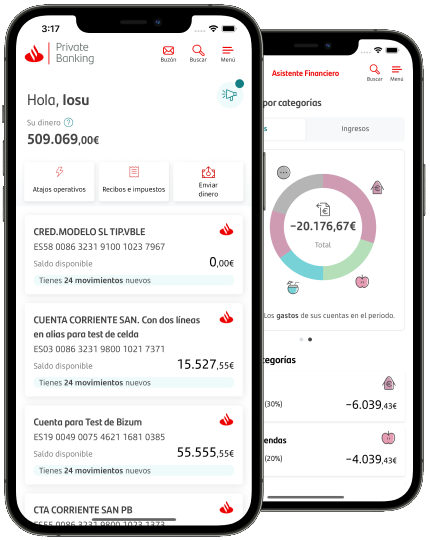 3:17
Private
Banking
Buzón
Buscar
Menú
Hola, Iosu
Su dinero ?
509.069,00€
Atajos operativos
Recibos e impuestos
Enviar
dinero
CRED.MODELO SL TIP.VBLE
ES58 0086 3231 9100 1023 7967
Saldo disponible
0,00€
Tienes 24 movimientos nuevos
CUENTA CORRIENTE SAN. Con dos líneas
en alias para test de celda
ES03 0086 3231 9800 1021 7371
Saldo disponible
15.527,55€
Tienes 24 movimientos nuevos
Cuenta para Test de Bizum
ES19 0049 0075 4621 1681 0385
Saldo disponible
55.555,55€
Tienes 24 movimientos nuevos
CTA CORRIENTE SAN PB
ES55 0086 3231 9800 1023 1373
Asistente Financiero
Buscar
Menú
por categorías
s
Ingresos
€
−20.176,67€
Total
Los gastos de sus cuentas en el periodo.
tegorías
(30%)
−6.039,43€
endas
(20%)
−4.039,43€